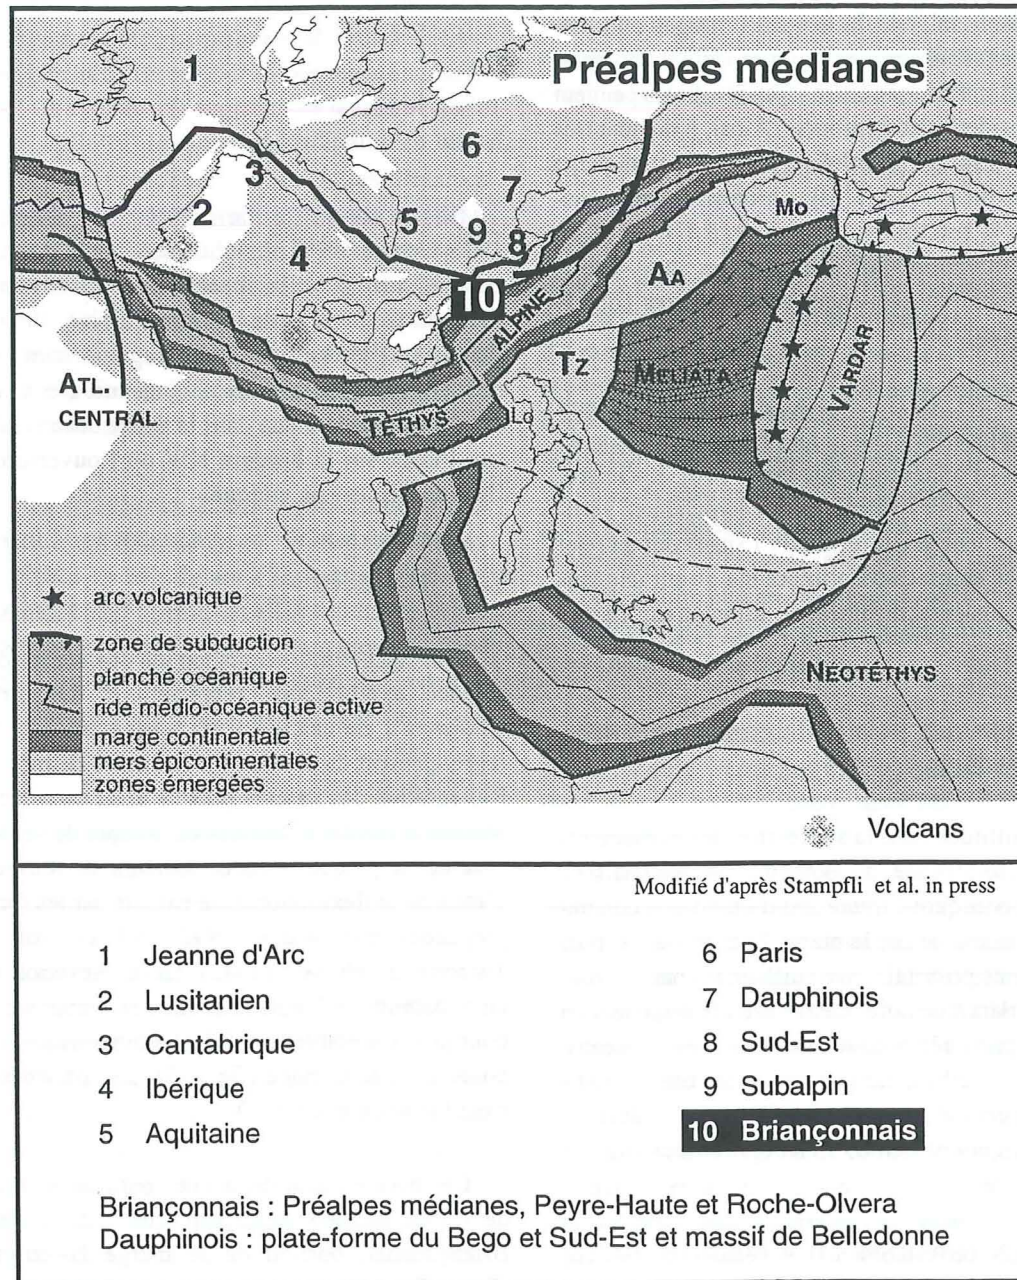 Préalpes médianes
1
6
3
7
2
5
9
8
4
10
Mo
AA
ALPINE
ATL.
CENTRAL
TÉTHYS
Tz
MELIATA
VARDAR
arc volcanique
zone de subduction
planché océanique
ride médio-océanique active
marge continentale
mers épicontinentales
zones émergées
NÉOTÉTHYS
Volcans
Modifié d'après Stampfli et al. in press
1 Jeanne d'Arc
2 Lusitanien
3 Cantabrique
4 Ibérique
5 Aquitaine
6 Paris
7 Dauphinois
8 Sud-Est
9 Subalpin
10 Briançonnais
Briançonnais : Préalpes médianes, Peyre-Haute et Roche-Olvera
Dauphinois : plate-forme du Bego et Sud-Est et massif de Belledonne